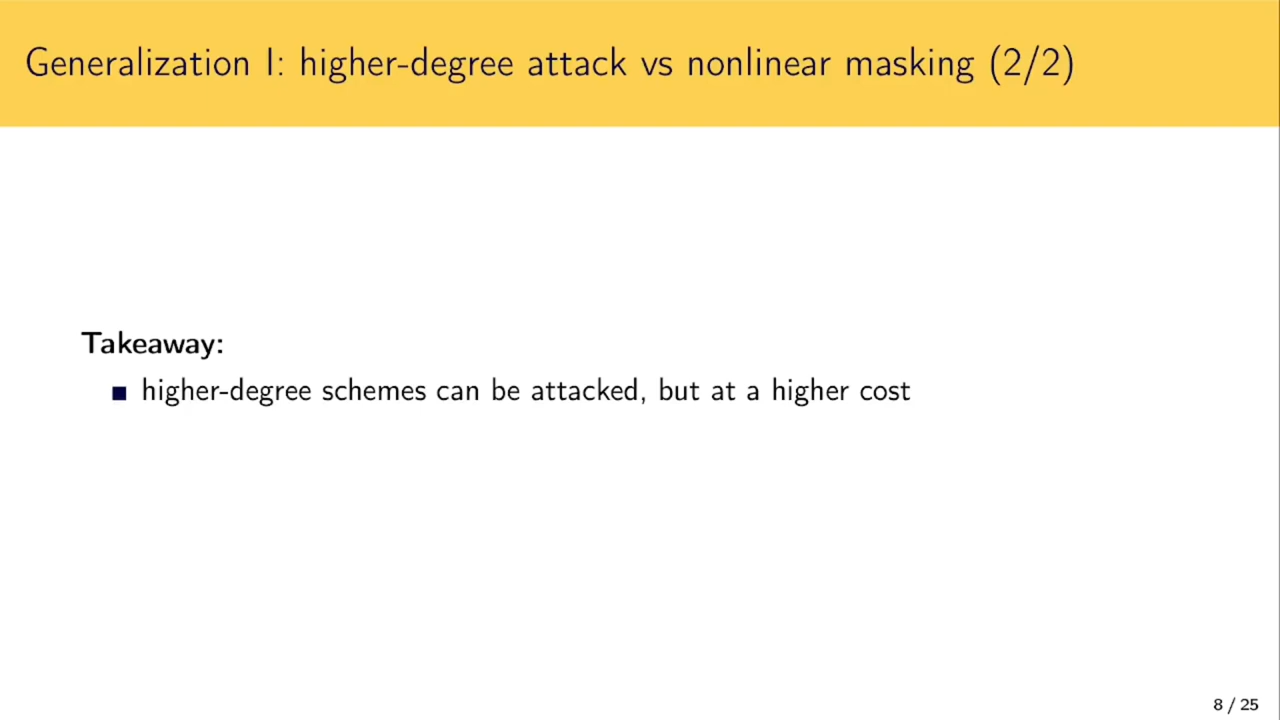 Generalization I: higher-degree attack vs nonlinear masking (2/2)
Takeaway:
higher-degree schemes can be attacked, but at a higher cost
8 / 25